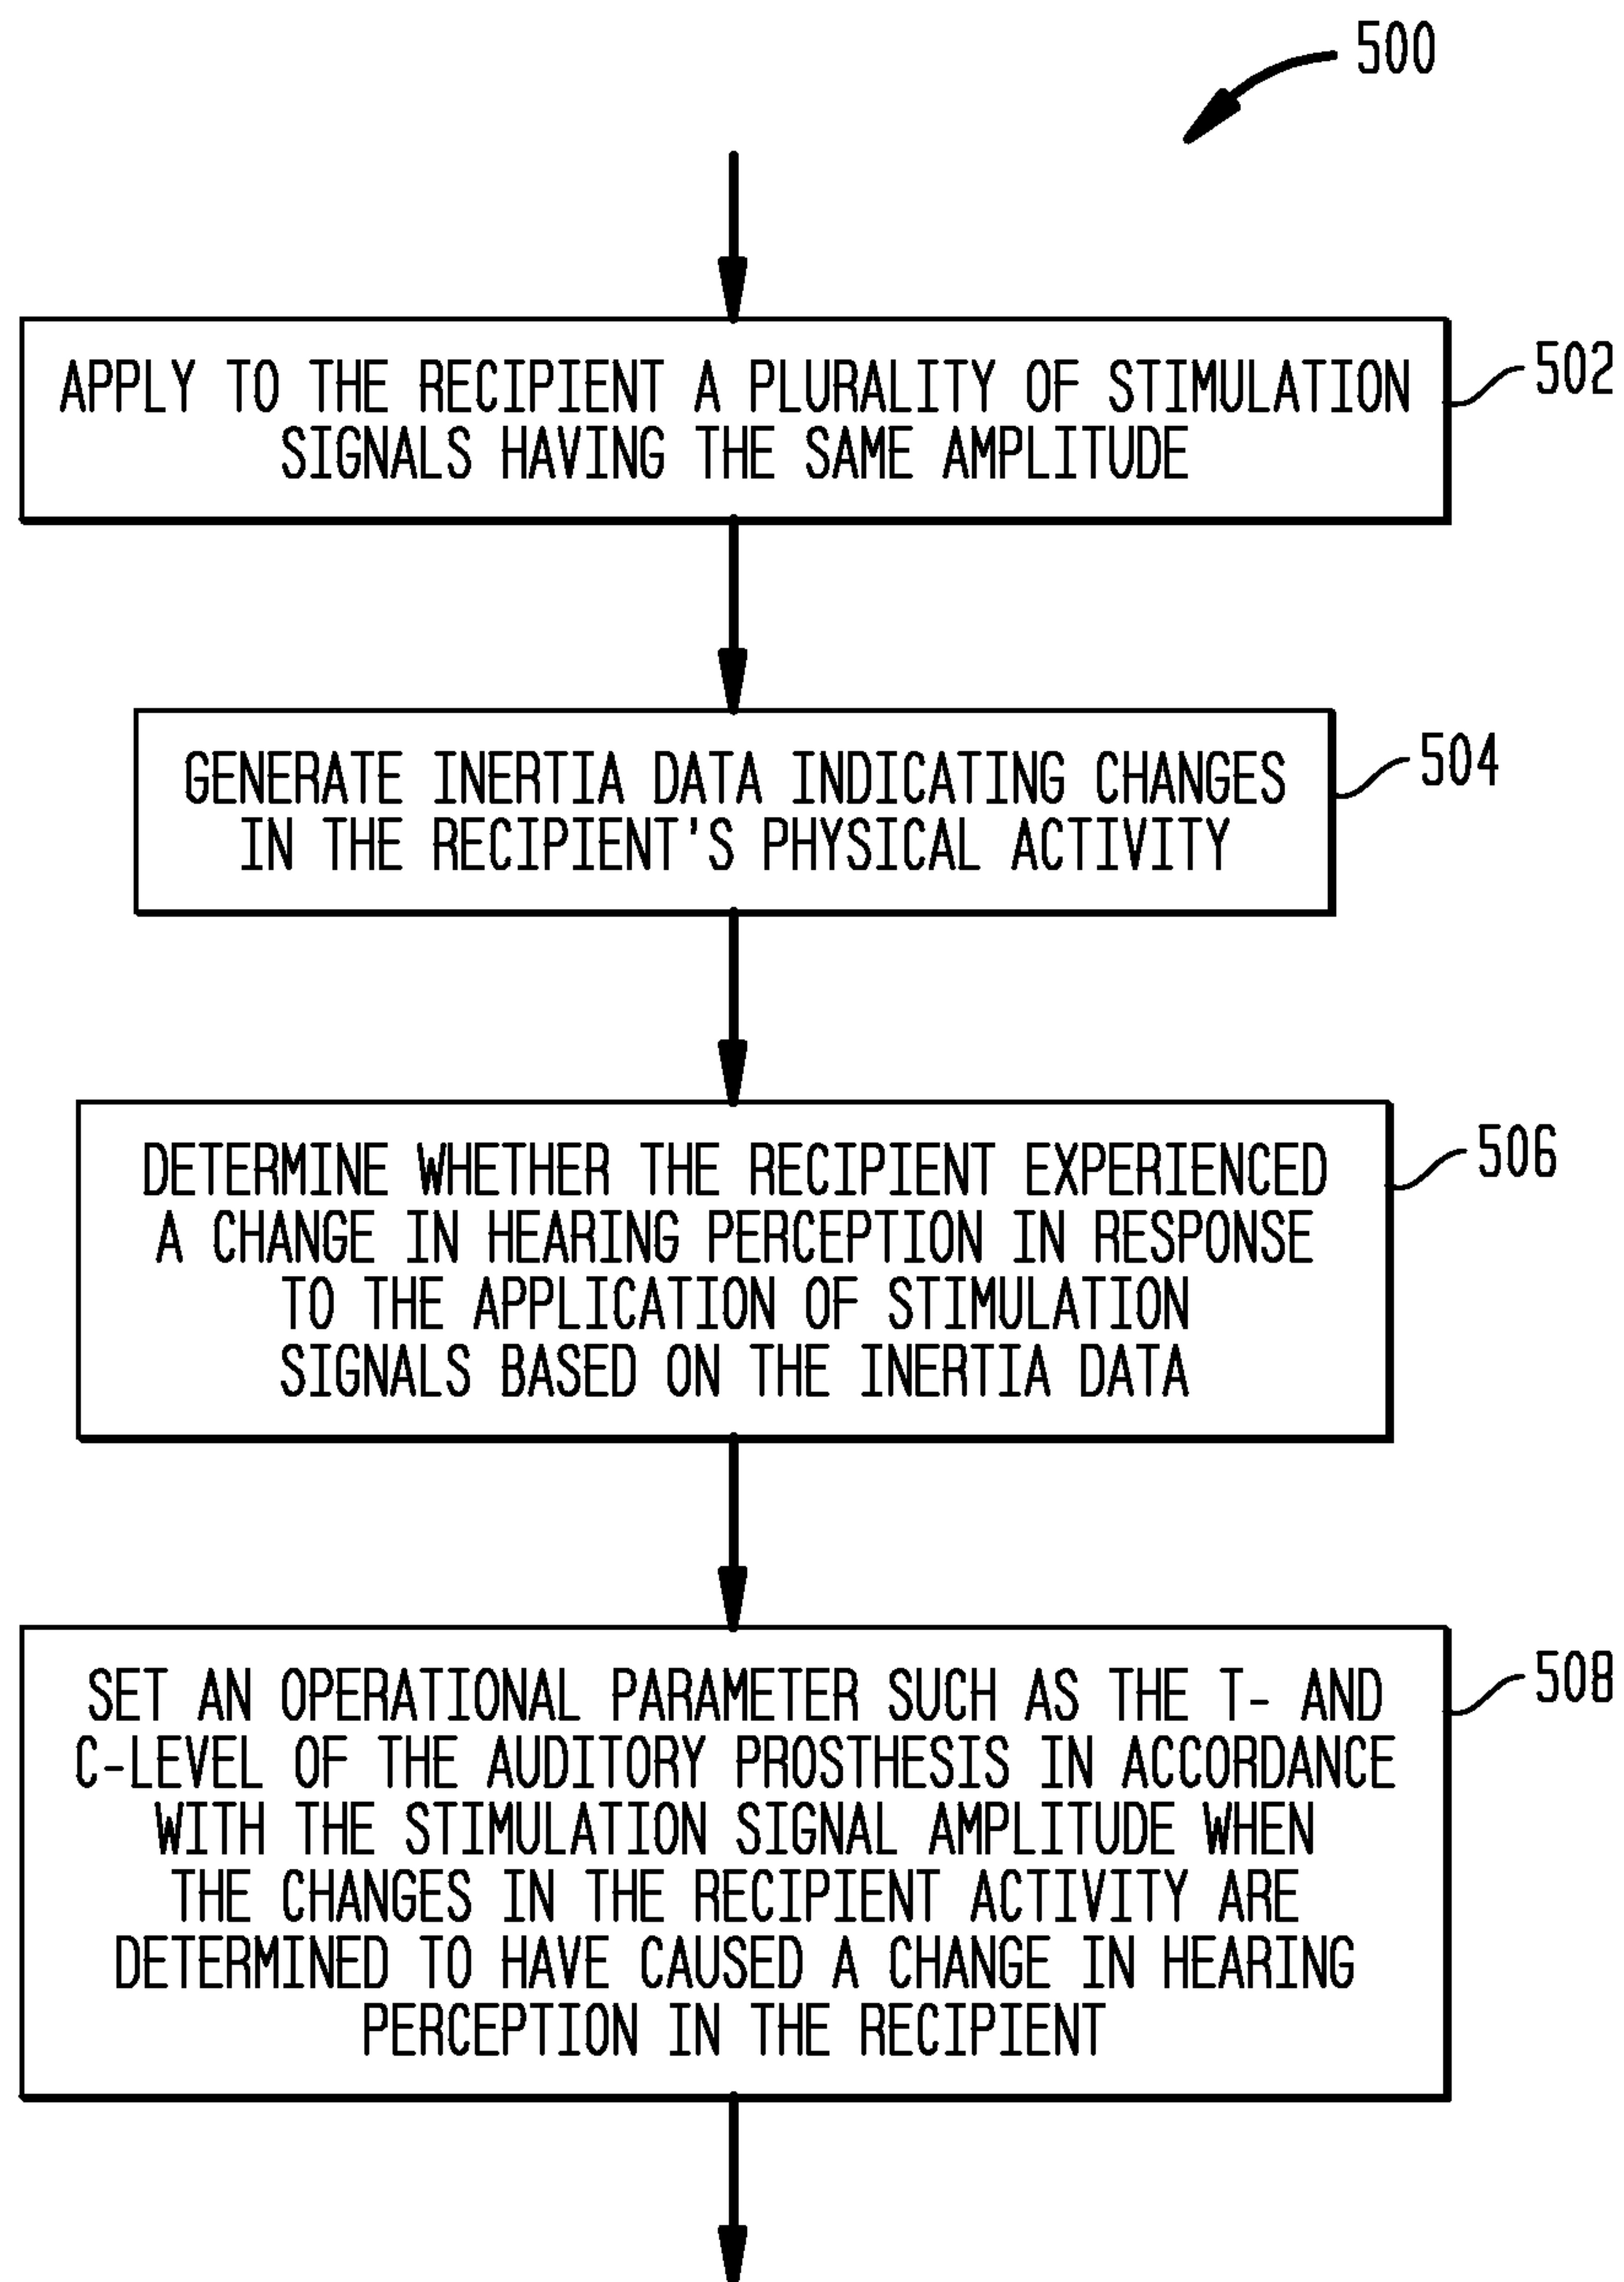 500
APPLY TO THE RECIPIENT A PLURALITY OF STIMULATION
SIGNALS HAVING THE SAME AMPLITUDE
502
GENERATE INERTIA DATA INDICATING CHANGES
IN THE RECIPIENT'S PHYSICAL ACTIVITY
504
DETERMINE WHETHER THE RECIPIENT EXPERIENCED
A CHANGE IN HEARING PERCEPTION IN RESPONSE
TO THE APPLICATION OF STIMULATION
SIGNALS BASED ON THE INERTIA DATA
506
SET AN OPERATIONAL PARAMETER SUCH AS THE T- AND
C-LEVEL OF THE AUDITORY PROSTHESIS IN ACCORDANCE
WITH THE STIMULATION SIGNAL AMPLITUDE WHEN
THE CHANGES IN THE RECIPIENT ACTIVITY ARE
DETERMINED TO HAVE CAUSED A CHANGE IN HEARING
PERCEPTION IN THE RECIPIENT
508